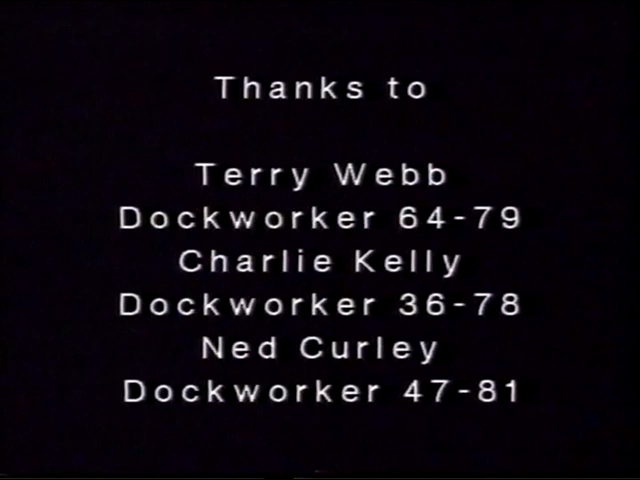 Thanks to
Terry Webb
Dockworker 64-79
Charlie Kelly
Dockworker 36-78
Ned Curley
Dockworker 47-81